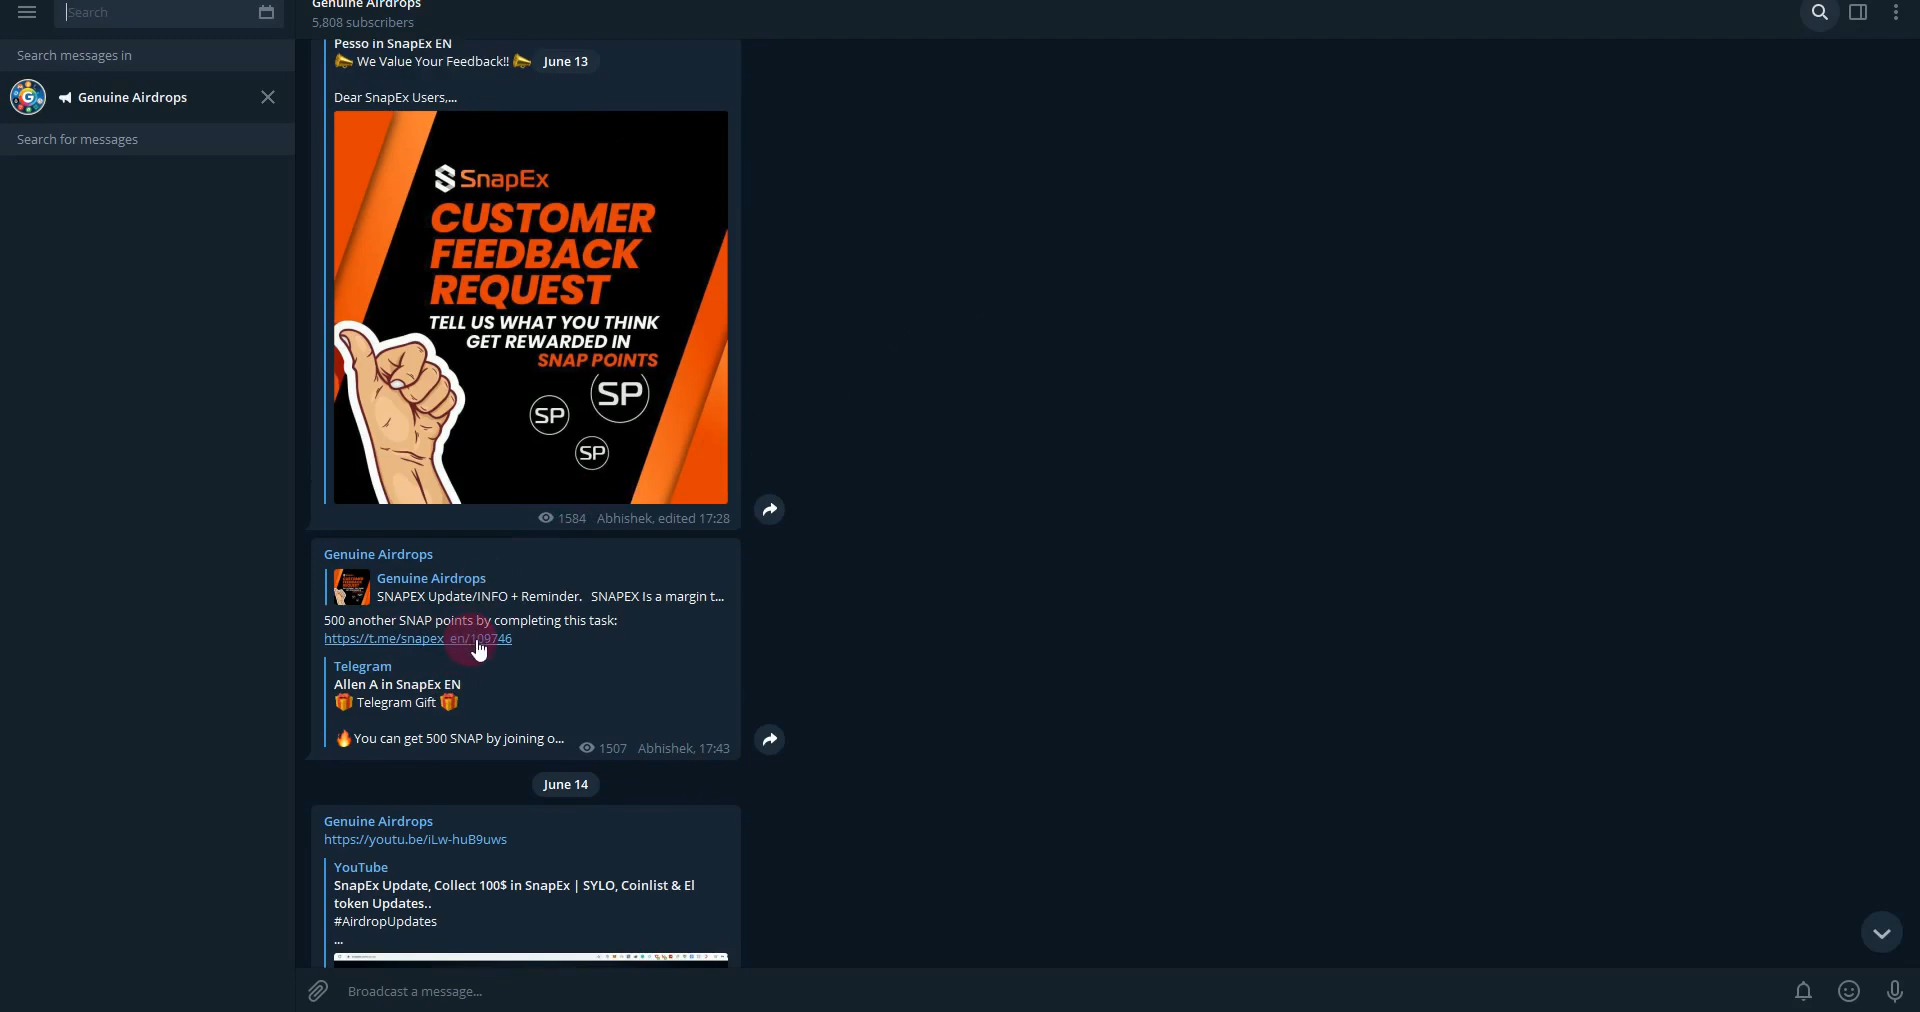 Search
Search messages in
Genuine Airdrops
Search for messages
Genuine Airdrops
5,808 subscribers
Pesso in SnapEx EN
We Value Your Feedback!!
June 13
Dear SnapEx Users,...
SnapEx
CUSTOMER
FEEDBACK
REQUEST
TELL US WHAT YOU THINK
GET REWARDED IN
SNAP POINTS
SP
SP
SP
1584 Abhishek, edited 17:28
Genuine Airdrops
Genuine Airdrops
SNAPEX Update/INFO + Reminder. SNAPEX Is a margin t...
500 another SNAP points by completing this task:
https://t.me/snapex_en/109746
Telegram
Allen A in SnapEx EN
Telegram Gift
You can get 500 SNAP by joining o...
1507 Abhishek, 17:43
June 14
Genuine Airdrops
https://youtu.be/iLw-huB9uws
YouTube
SnapEx Update, Collect 100$ in SnapEx | SYLO, Coinlist & El
token Updates..
#AirdropUpdates
...
Broadcast a message...